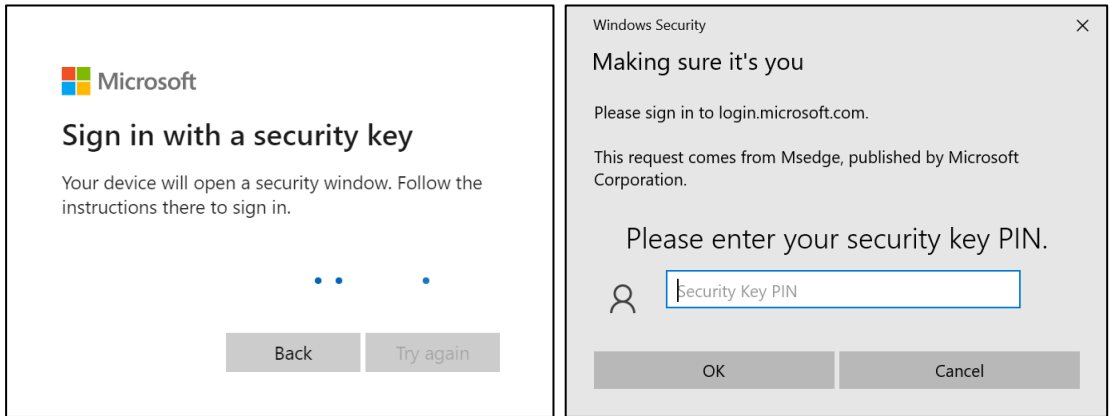 Microsoft
Sign in with a security key
Your device will open a security window. Follow the
instructions there to sign in.
Back
Try again
Windows Security
Making sure it's you
Please sign in to login.microsoft.com.
This request comes from Msedge, published by Microsoft
Corporation.
Please enter your security key PIN.
Security Key PIN
OK
Cancel